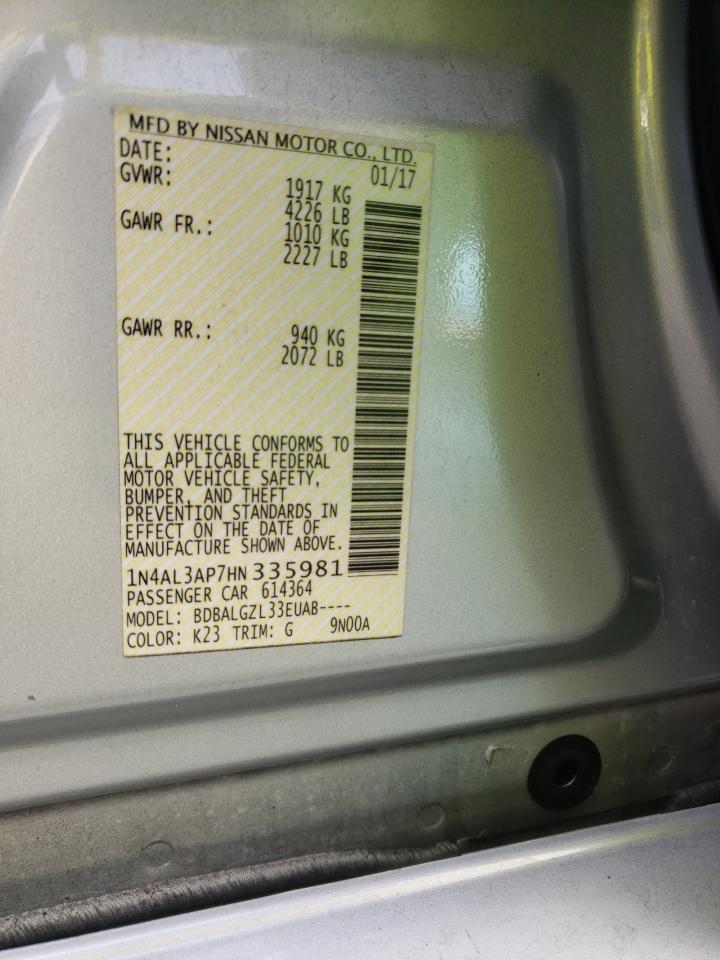 MFD BY NISSAN MOTOR CO., LTD.
DATE: 01/17
GVWR: 1917 KG
4226 LB
GAWR FR.: 1010 KG
2227 LB
GAWR RR.: 940 KG
2072 LB
THIS VEHICLE CONFORMS TO
ALL APPLICABLE FEDERAL
MOTOR VEHICLE SAFETY,
BUMPER, AND THEFT
PREVENTION STANDARDS IN
EFFECT ON THE DATE OF
MANUFACTURE SHOWN ABOVE.
1N4AL3AP7HN335981
PASSENGER CAR 614364
MODEL: BDBALGZL33EUAB----
COLOR: K23 TRIM: G 9N00A